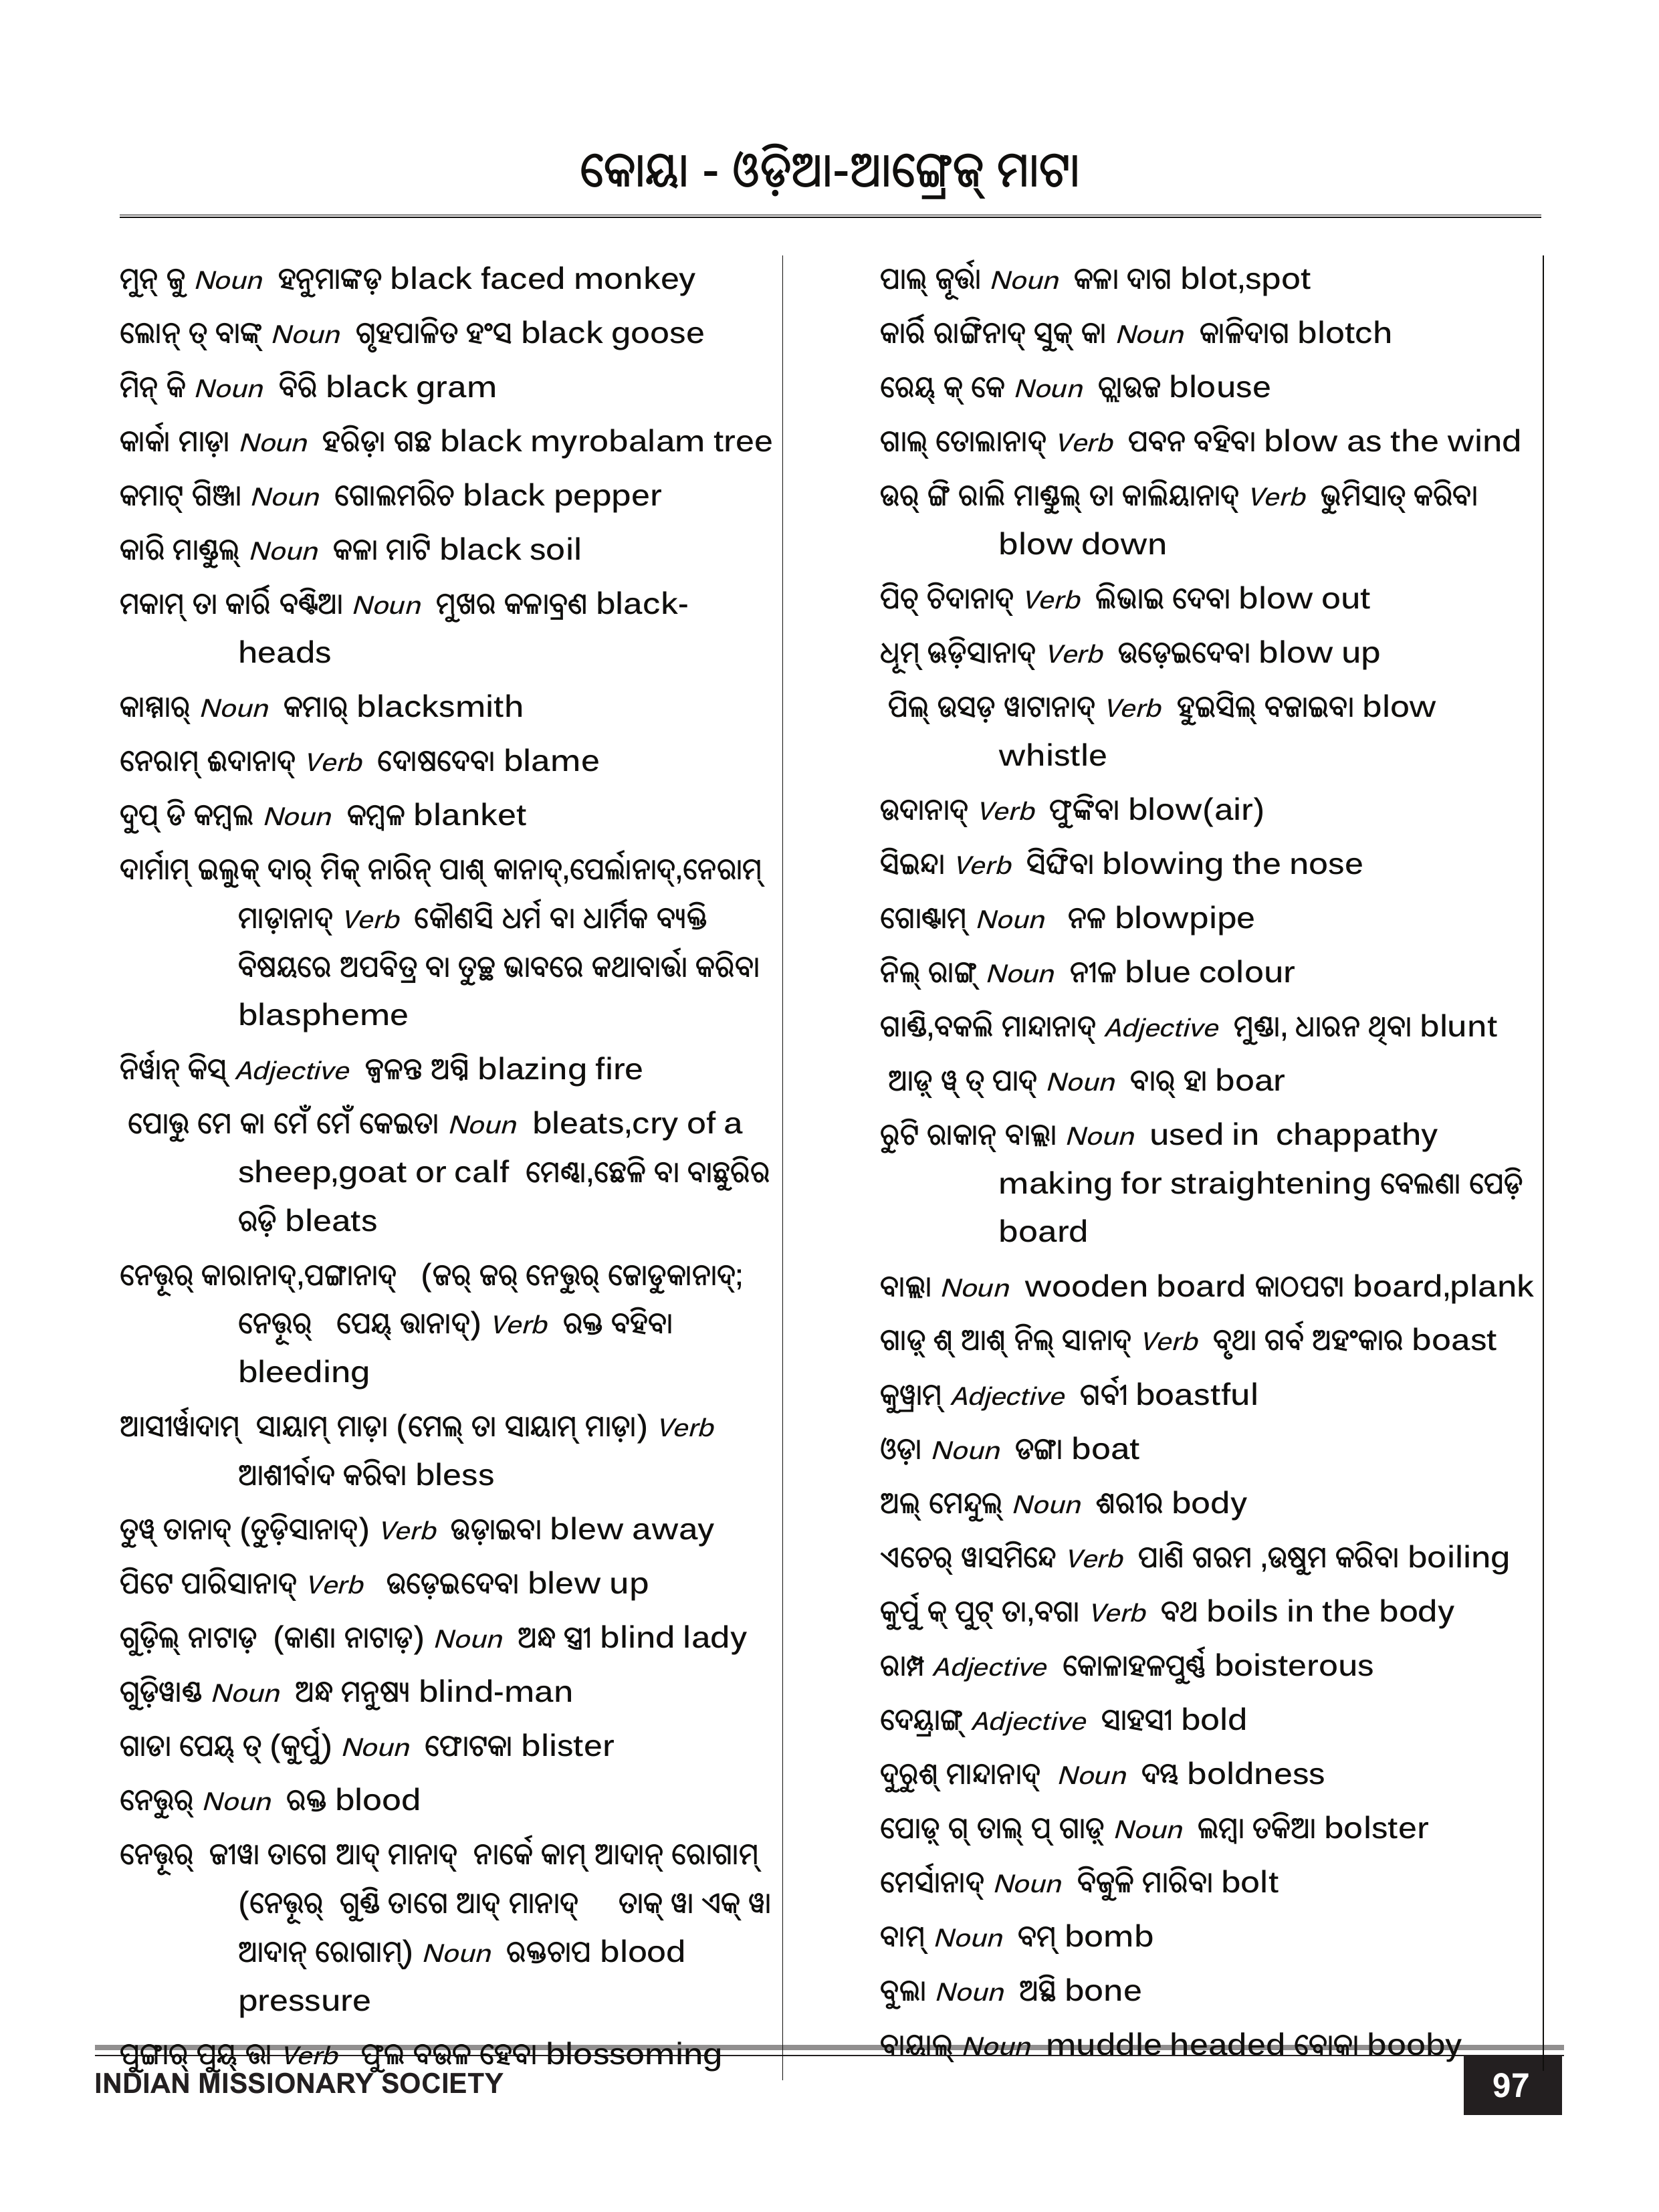 କୋୟା - ଓଡ଼ିଆ-ଆଙ୍ଗ୍ରେଜ୍ ମାଟା
ମୁନ୍ ଜୁ Noun ହନୁମାଙ୍କଡ଼ black faced monkey
ଲୋନ୍ ତ୍ ବାଙ୍କ୍ Noun ଗୃହପାଳିତ ହଂସ black goose
ମିନ୍ କି Noun ବିରି black gram
କାର୍କା ମାଡ଼ା Noun ହରିଡ଼ା ଗଛ black myrobalam tree
କମାଟ୍ ଗିଞ୍ଜା Noun ଗୋଲମରିଚ black pepper
କାରି ମାଣ୍ଡୁଲ୍ Noun କଳା ମାଟି black soil
ମକାମ୍ ତା କାର୍ରି ବଣ୍ଟିଆ Noun ମୁଖର କଳାବ୍ରଣ black-
heads
କାଷ୍ମାର୍ Noun କମାର୍ blacksmith
ନେରାମ୍ ଈଦାନାଦ୍ Verb ଦୋଷଦେବା blame
ଦୁପ୍ ଡି କମ୍ବଲ Noun କମ୍ବଳ blanket
ଦାର୍ମାମ୍ ଇଲୁକ୍ ଦାର୍ ମିକ୍ ନାରିନ୍ ପାଶ୍ କାନାଦ୍,ପେର୍ଲାନାଦ୍,ନେରାମ୍
ମାଡ଼ାନାଦ୍ Verb କୌଣସି ଧର୍ମ ବା ଧାର୍ମିକ ବ୍ୟକ୍ତି
ବିଷୟରେ ଅପବିତ୍ର ବା ତୁଚ୍ଛ ଭାବରେ କଥାବାର୍ତ୍ତା କରିବା
blaspheme
ନିର୍ୱାନ୍ କିସ୍ Adjective ଜ୍ୱଳନ୍ତ ଅଗ୍ନି blazing fire
ପୋତ୍ତୁ ମେ କା ମେଁ ମେଁ କେଇତା Noun bleats,cry of a
sheep,goat or calf ମେଣ୍ଢା,ଛେଳି ବା ବାଛୁରିର
ରଡ଼ି bleats
ନେତ୍ତୂର୍ କାରାନାଦ୍,ପଙ୍ଗାନାଦ୍ (ଜର୍ ଜର୍ ନେତ୍ତୁର୍ ଜୋଡୁକାନାଦ୍;
ନେତ୍ତୂର୍ ପେୟ୍ ତ୍ତାନାଦ୍) Verb ରକ୍ତ ବହିବା
bleeding
ଆସୀର୍ୱାଦାମ୍ ସାୟାମ୍ ମାଡ଼ା (ମେଲ୍ ତା ସାୟାମ୍ ମାଡ଼ା) Verb
ଆଶୀର୍ବାଦ କରିବା bless
ତୁୱ୍ ତାନାଦ୍ (ତୁଡ଼ିସାନାଦ୍) Verb ଉଡ଼ାଇବା blew away
ପିଟେ ପାରିସାନାଦ୍ Verb ଉଡ଼େଇଦେବା blew up
ଗୁଡ଼ିଲ୍ ନାଟାଡ଼ (କାଣା ନାଟାଡ଼) Noun ଅନ୍ଧ ସ୍ତ୍ରୀ blind lady
ଗୁଡ଼ିୱାଣ୍ଡ Noun ଅନ୍ଧ ମନୁଷ୍ୟ blind-man
ଗାଡା ପେୟ୍ ତ୍ (କୁର୍ପୁ) Noun ଫୋଟକା blister
ନେତ୍ତୁର୍ Noun ରକ୍ତ blood
ନେତ୍ତୂର୍ ଜୀୱା ତାଗେ ଆଦ୍ ମାନାଦ୍ ନାର୍କେ କାମ୍ ଆଦାନ୍ ରୋଗାମ୍
(ନେତ୍ତୂର୍ ଗୁଣ୍ଡି ତାଗେ ଆଦ୍ ମାନାଦ୍ ତାକ୍ ୱା ଏକ୍ ୱା
ଆଦାନ୍ ରୋଗାମ୍) Noun ରକ୍ତଚାପ blood
pressure
ପୁଙ୍ଗାର୍ ପୁୟ୍ ତ୍ତା Verb ଫୁଲ ବଉଳ ହେବା blossoming
ପାଲ୍ ଜୂର୍ତ୍ତା Noun କଳା ଦାଗ blot,spot
କାର୍ରି ରାଙ୍ଗିନାଦ୍ ସୁକ୍ କା Noun କାଳିଦାଗ blotch
ରେୟ୍ କ୍ କେ Noun ବ୍ଲାଉଜ blouse
ଗାଲ୍ ତୋଲାନାଦ୍ Verb ପବନ ବହିବା blow as the wind
ଉର୍ ଙ୍ଗି ରାଲି ମାଣ୍ଡୁଲ୍ ତା କାଲିୟାନାଦ୍ Verb ଭୁମିସାତ୍ କରିବା
blow down
ପିଚ୍ ଚିଦାନାଦ୍ Verb ଲିଭାଇ ଦେବା blow out
ଧୂମ୍ ଊଡ଼ିସାନାଦ୍ Verb ଉଡ଼େଇଦେବା blow up
ପିଲ୍ ଉସଡ଼ ୱାଟାନାଦ୍ Verb ହୁଇସିଲ୍ ବଜାଇବା blow
whistle
ଉଦାନାଦ୍ Verb ଫୁଙ୍କିବା blow(air)
ସିଇନ୍ଦା Verb ସିଙ୍ଘିବା blowing the nose
ଗୋଣ୍ଟାମ୍ Noun ନଳ blowpipe
ନିଲ୍ ରାଙ୍ଗ୍ Noun ନୀଳ blue colour
ଗାଣ୍ଡି,ବକଲି ମାନ୍ଦାନାଦ୍ Adjective ମୁଣ୍ଡା, ଧାରନ ଥିବା blunt
ଆଡ଼୍ ୱ୍ ତ୍ ପାଦ୍ Noun ବାର୍ ହା boar
ରୁଟି ରାକାନ୍ ବାଲ୍ଲା Noun used in chappathy
making for straightening ବେଲଣା ପେଡ଼ି
board
ବାଲ୍ଲା Noun wooden board କାଠପଟା board,plank
ଗାଡ଼୍ ଶ୍ ଆଶ୍ ନିଲ୍ ସାନାଦ୍ Verb ବୃଥା ଗର୍ବ ଅହଂକାର boast
କୁୱ୍ରାମ୍ Adjective ଗର୍ବୀ boastful
ଓଡ଼ା Noun ଡଙ୍ଗା boat
ଅଲ୍ ମେନ୍ଦୁଲ୍ Noun ଶରୀର body
ଏଚେର୍ ୱାସମିନ୍ଦେ Verb ପାଣି ଗରମ ,ଉଷୁମ କରିବା boiling
କୁର୍ପୁ କ୍ ପୁଟ୍ ତା,ବଗା Verb ବଥ boils in the body
ରାମ୍ପ Adjective କୋଳାହଳପୁର୍ଣ୍ଣ boisterous
ଦେୟ୍ରାଙ୍ଗ୍ Adjective ସାହସୀ bold
ଦୁରୁଶ୍ ମାନ୍ଦାନାଦ୍ Noun ଦମ୍ଭ boldness
ପୋଡ଼୍ ଗ୍ ତାଲ୍ ପ୍ ଗାଡ଼୍ Noun ଲମ୍ବା ତକିଆ bolster
ମେର୍ସାନାଦ୍ Noun ବିଜୁଳି ମାରିବା bolt
ବାମ୍ Noun ବମ୍ bomb
ବୁଲା Noun ଅସ୍ଥି bone
ବାୟାଲ୍ Noun muddle headed ବୋକା booby
INDIAN MISSIONARY SOCIETY
97